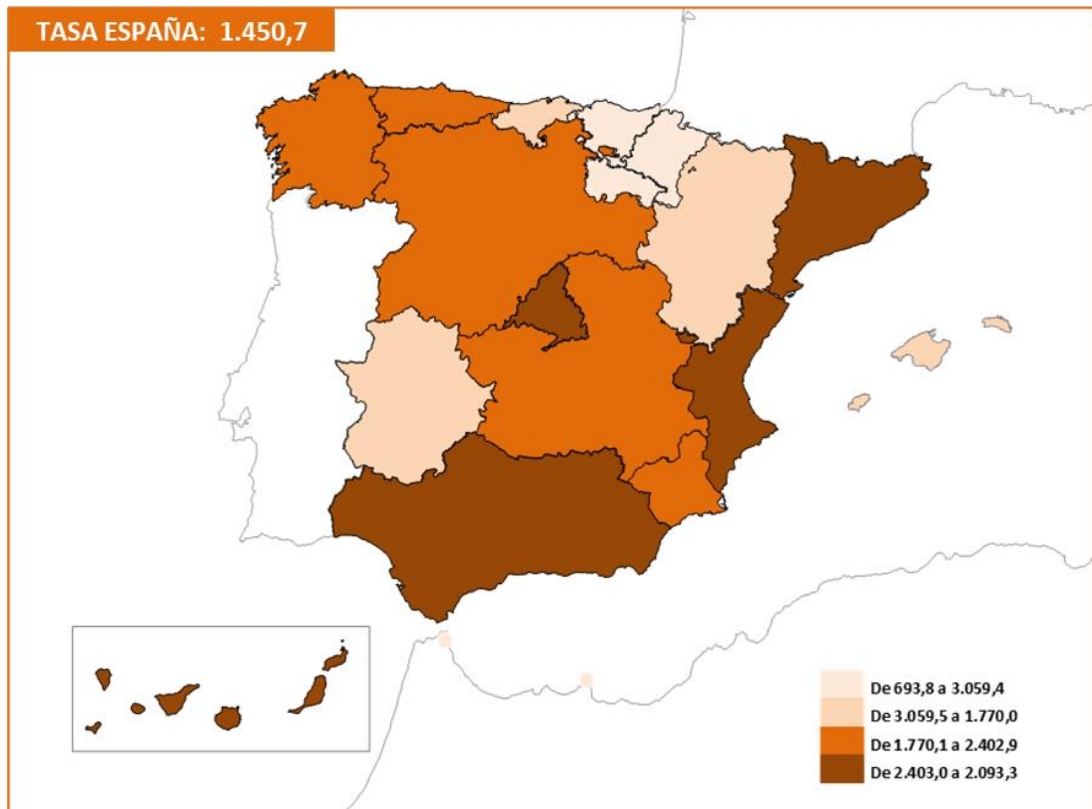 TASA ESPAÑA: 1.450,7
De 693,8 a 3.059,4
De 3.059,5 a 1.770,0
De 1.770,1 a 2.402,9
De 2.403,0 a 2.093,3